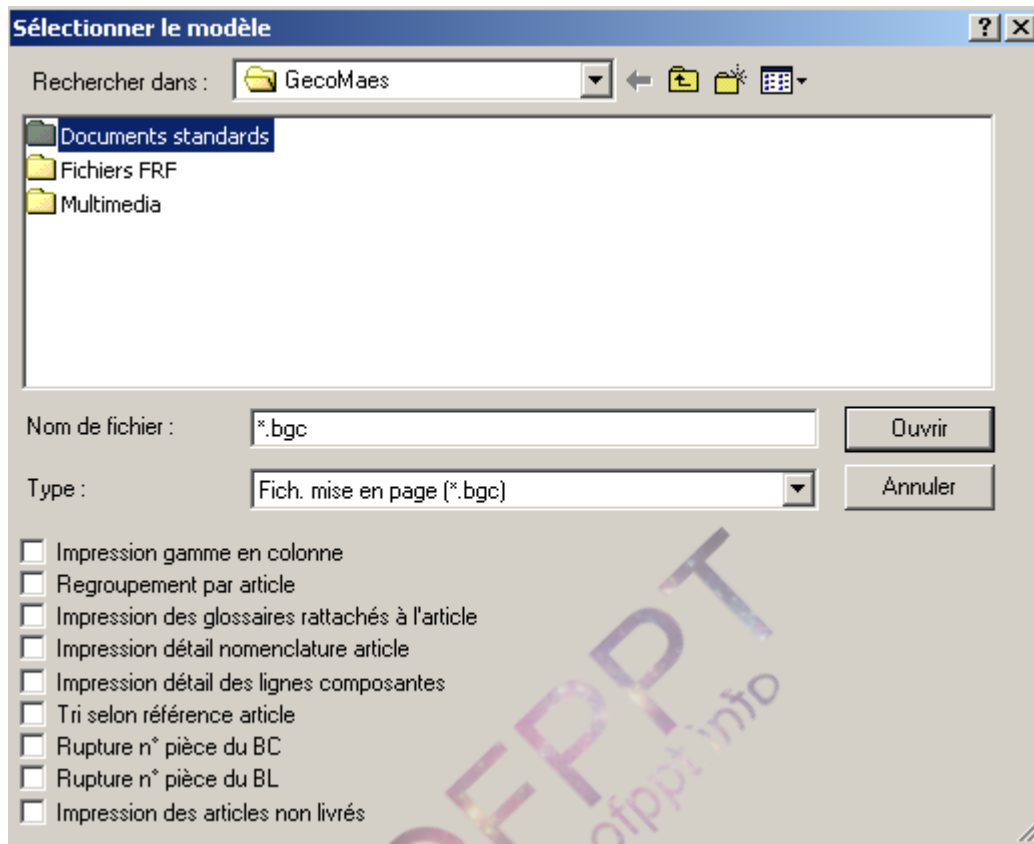 Sélectionner le modèle
Rechercher dans :
GecoMaes
Documents standards
Fichiers FRF
Multimedia
Nom de fichier :
*.bgc
Ouvrir
Type :
Fich. mise en page (*.bgc)
Annuler
Impression gamme en colonne
Regroupement par article
Impression des glossaires rattachés à l'article
Impression détail nomenclature article
Impression détail des lignes composantes
Tri selon référence article
Rupture n° pièce du BC
Rupture n° pièce du BL
Impression des articles non livrés
OFPPT
ofppt info